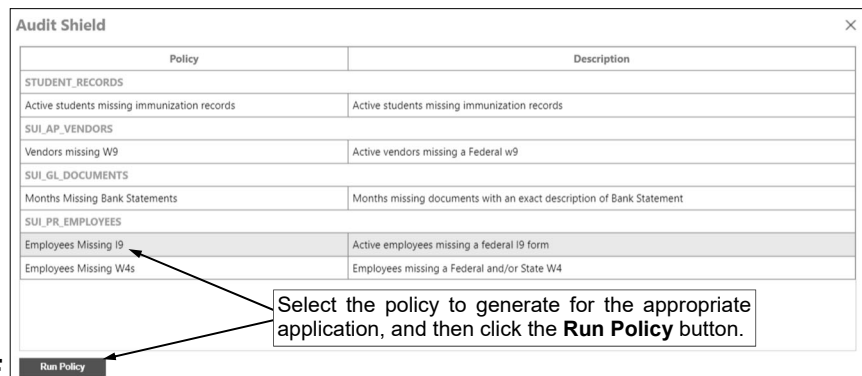 Audit Shield
Policy Description
STUDENT_RECORDS
Active students missing immunization records Active students missing immunization records
SUI_AP_VENDORS
Vendors missing W9 Active vendors missing a Federal w9
SUI_GL_DOCUMENTS
Months Missing Bank Statements Months missing documents with an exact description of Bank Statement
SUI_PR_EMPLOYEES
Employees Missing I9 Active employees missing a federal I9 form
Employees Missing W4s Employees missing a Federal and/or State W4
Select the policy to generate for the appropriate
application, and then click the Run Policy button.
Run Policy